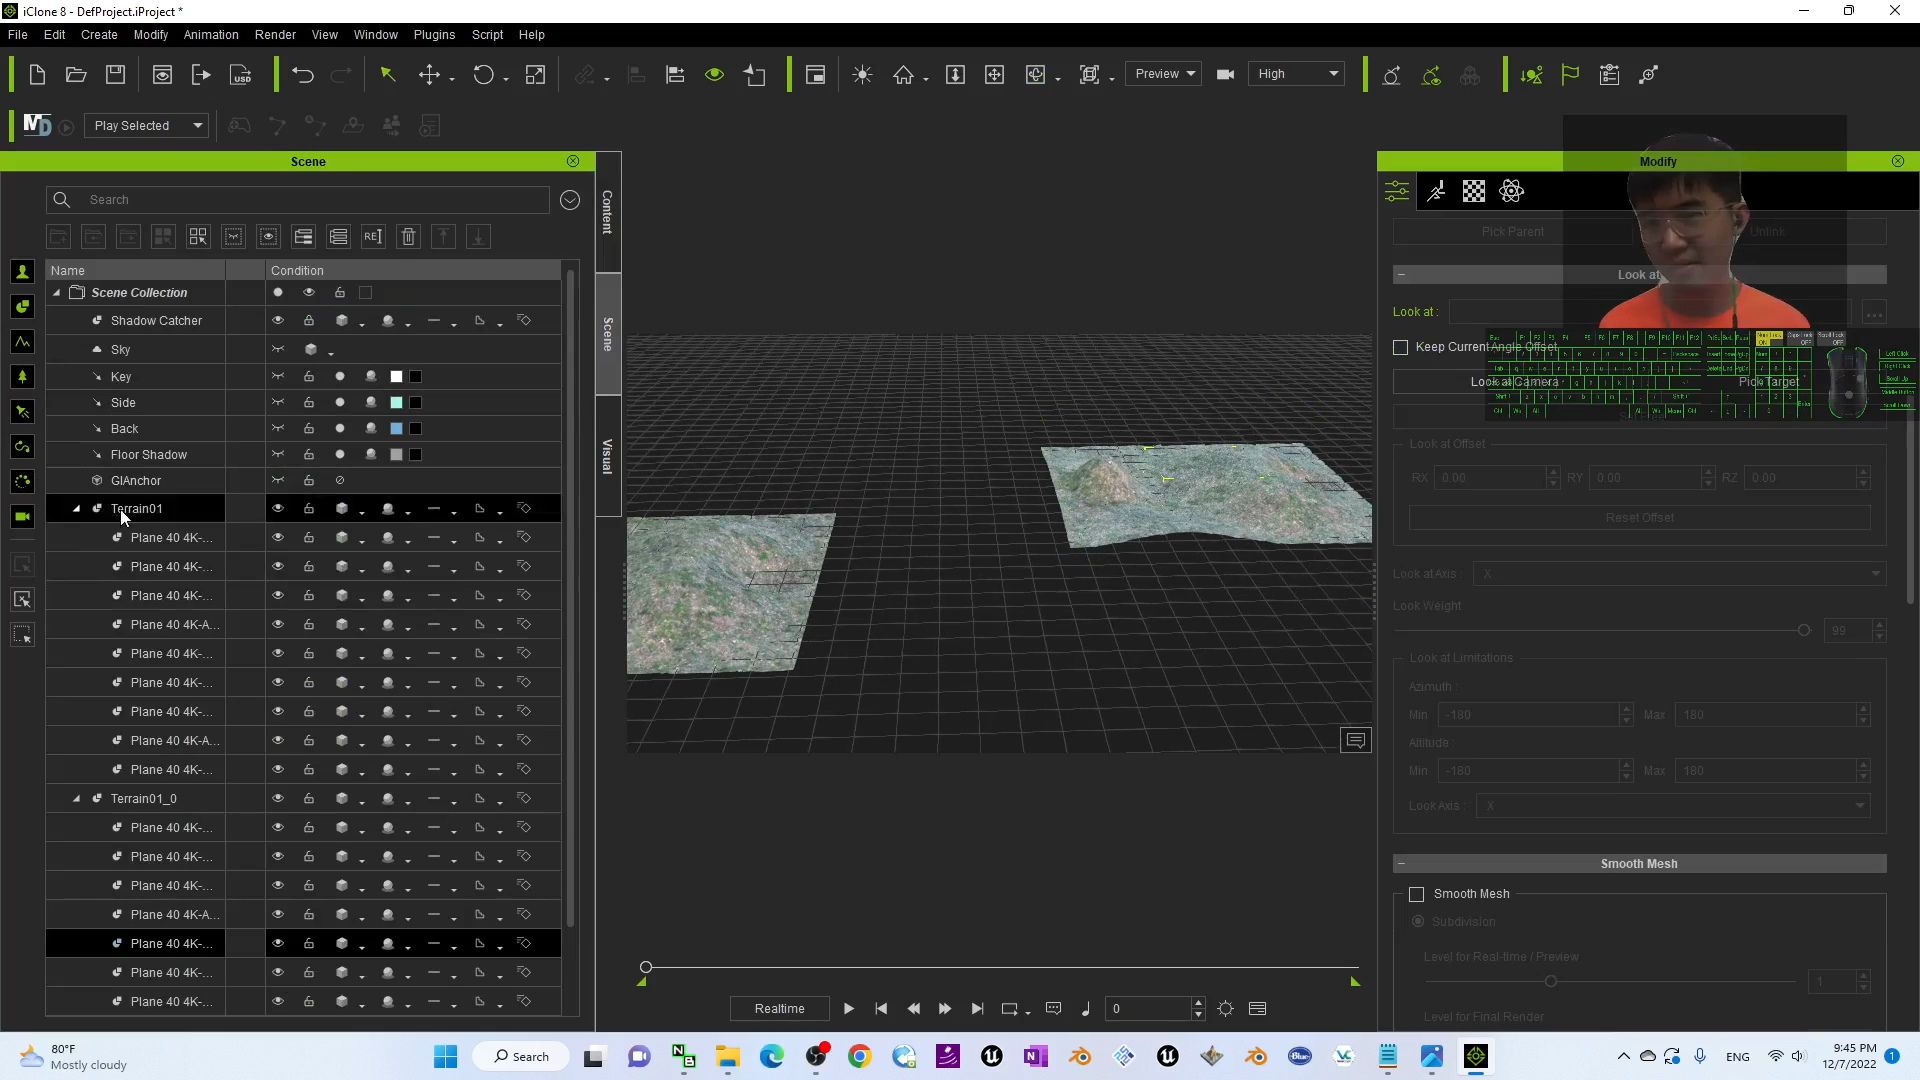 iClone 8 - DefProject.iProject *
File Edit Create Modify Animation Render View Window Plugins Script Help
Preview High
MD Play Selected
Scene
Search
RE
Name Condition
Scene Collection
Shadow Catcher
Sky
Key
Side
Back
Floor Shadow
GIAnchor
Terrain01
Plane 40 4K-...
Plane 40 4K-...
Plane 40 4K-...
Plane 40 4K-A...
Plane 40 4K-...
Plane 40 4K-...
Plane 40 4K-...
Plane 40 4K-A...
Plane 40 4K-...
Terrain01_0
Plane 40 4K-...
Plane 40 4K-...
Plane 40 4K-...
Plane 40 4K-A...
Plane 40 4K-...
Plane 40 4K-...
Plane 40 4K-...
Content
Scene
Visual
Realtime 0
Modify
Pick Parent Unlink
Look at
Look at :
Keep Current Angle Offset
Look at Camera Pick Target
Look at Offset
RX 0.00 RY 0.00 RZ 0.00
Reset Offset
Look at Axis : X
Look Weight
99
Look at Limitations
Azimuth :
Min -180 Max 180
Altitude :
Min -180 Max 180
Look Axis : X
Smooth Mesh
Smooth Mesh
Subdivision
Level for Real-time / Preview
1
Level for Final Render
80°F
Mostly cloudy
Search
ENG
9:45 PM
12/7/2022
1